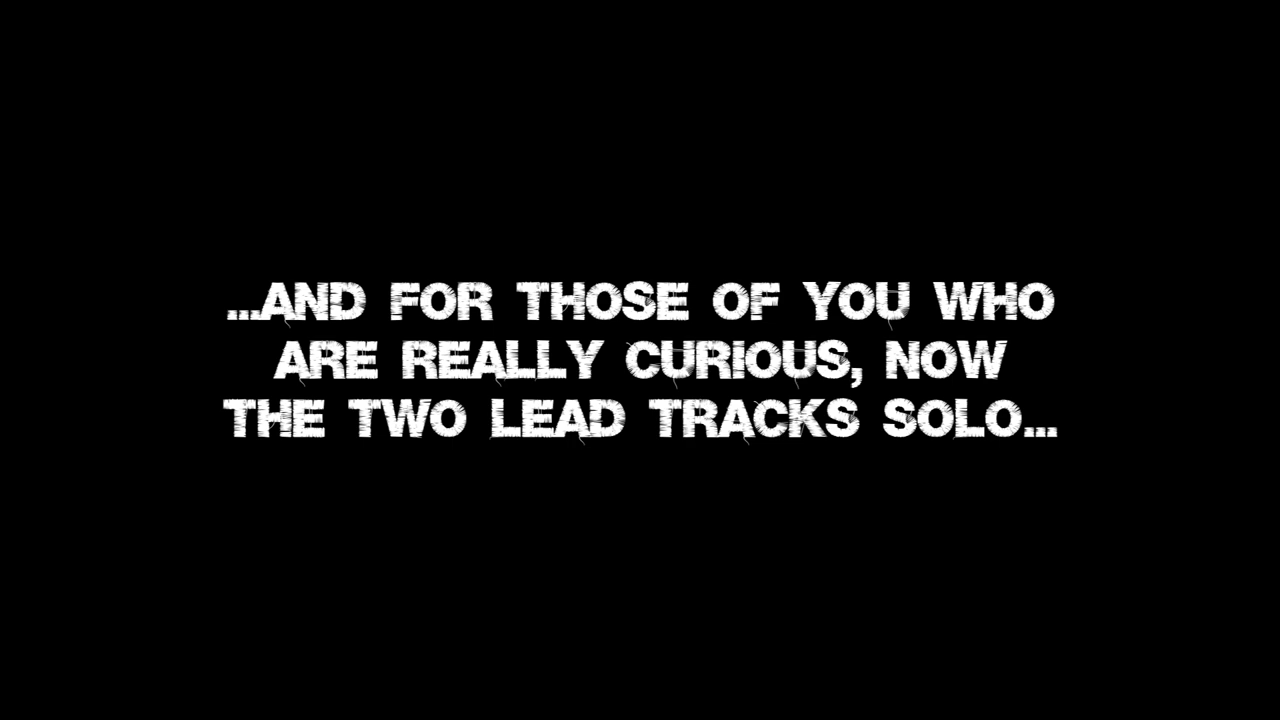 ...AND FOR THOSE OF YOU WHO
ARE REALLY CURIOUS, NOW
THE TWO LEAD TRACKS SOLO...